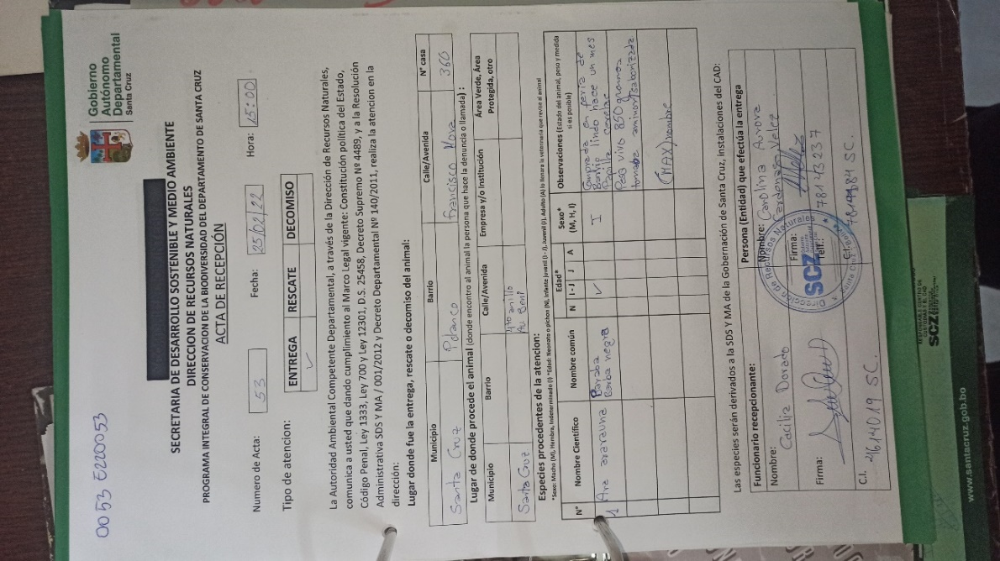 0053 E220053
Gobierno
Autónomo
Departamental
Santa Cruz
SECRETARIA DE DESARROLLO SOSTENIBLE Y MEDIO AMBIENTE
DIRECCION DE RECURSOS NATURALES
PROGRAMA INTEGRAL DE CONSERVACION DE LA BIODIVERSIDAD DEL DEPARTAMENTO DE SANTA CRUZ
ACTA DE RECEPCIÓN
Numero de Acta: 53 Fecha: 25/02/22 Hora: 15:00
Tipo de atencion: ENTREGA RESCATE DECOMISO
✓
La Autoridad Ambiental Competente Departamental, a través de la Dirección de Recursos Naturales,
comunica a usted que dando cumplimiento al Marco Legal vigente: Constitución política del Estado,
Código Penal, Ley 1333, Ley 700 y Ley 12301, D.S. 25458, Decreto Supremo Nº 4489, y a la Resolución
Administrativa SDS Y MA / 001/2012 y Decreto Departamental Nº 140/2011, realiza la atencion en la
dirección:
Lugar donde fue la entrega, rescate o decomiso del animal:
Municipio Barrio Calle/Avenida N° casa
Santa Cruz Polanco Francisco Mora 360
Lugar de donde procede el animal (donde encontro al animal la persona que hace la denuncia o llamada) :
Municipio Barrio Calle/Avenida Empresa y/o Institución Área Verde, Área
Protegida, otro
Santa Cruz 4to anillo
Av Beni
Especies procedentes de la atencion:
*Sexo: Macho (M), Hembra, Indeterminado (I) *Edad: Neonato o pichon (N), Infante juvenil (I - J), Juvenil (J), Adulto (A) lo llenara la veterinaria que revise al animal
N° Nombre Científico Nombre común Edad* Sexo* Observaciones (Estado del animal, peso y medida
N I - J J A (M, H, I) si es posible)
1 Ara ararauna Paraba ✓ I Comprada en feria de
barba negra Barrio lindo hace un mes
Papilla cerelac
Peso vivo 850 gramos
tomaba
(MAX) nombre
Las especies serán derivados a la SDS Y MA de la Gobernación de Santa Cruz, instalaciones del CAD:
Funcionario recepcionante: Persona (Entidad) que efectúa la entrega
Nombre: Cecilia Dorado Nombre: Carolina Aurora
Cardenas Velez
Firma: Firma:
Telf.: 78143237
C.I. C.I.
Dirección de Recursos Naturales
SCZ
Santa Cruz
SCZ
www.santacruz.gob.bo